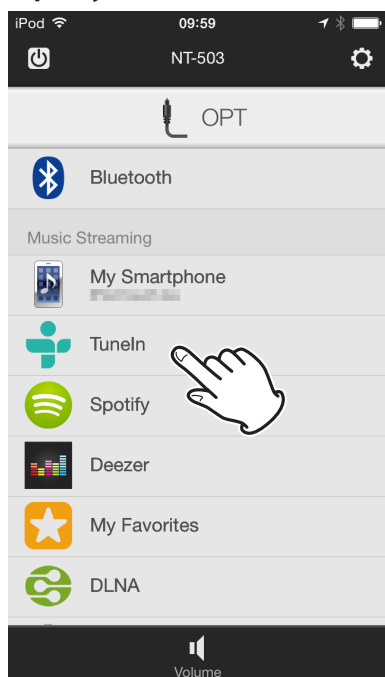 iPod 09:59
NT-503
OPT
Bluetooth
Music Streaming
My Smartphone
TuneIn
Spotify
Deezer
My Favorites
DLNA
Volume